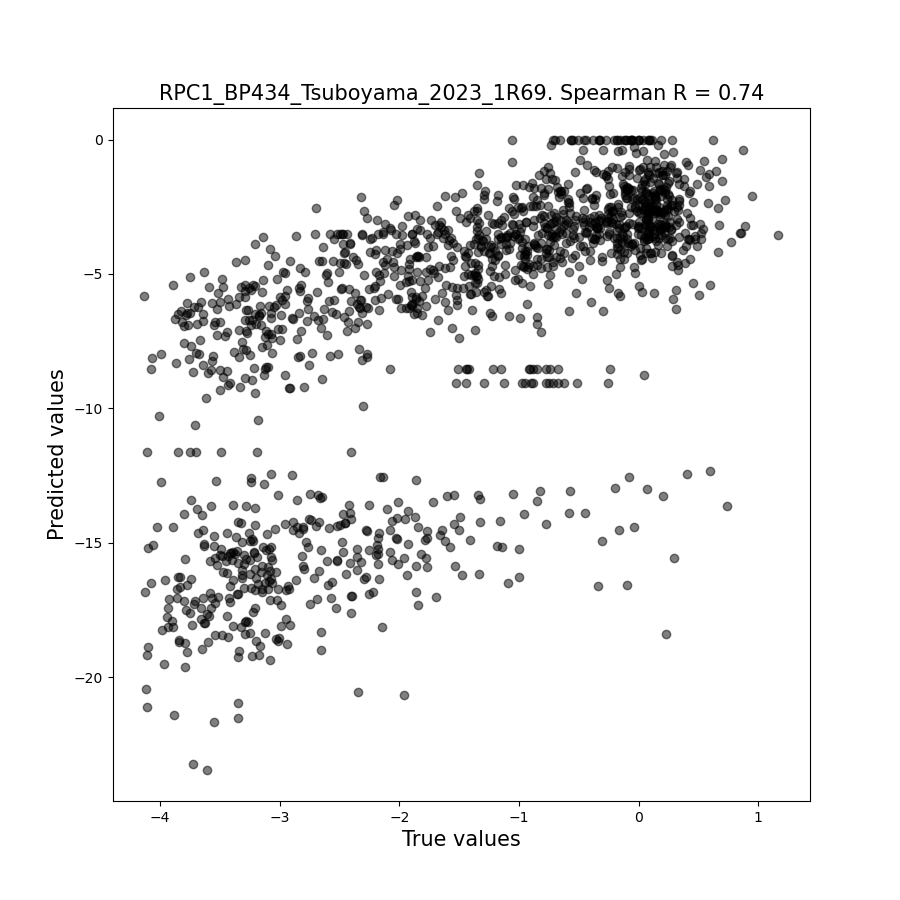 RPC1_BP434_Tsuboyama_2023_1R69. Spearman R = 0.74
0
−5
−10
−15
−20
Predicted values
−4 −3 −2 −1 0 1
True values